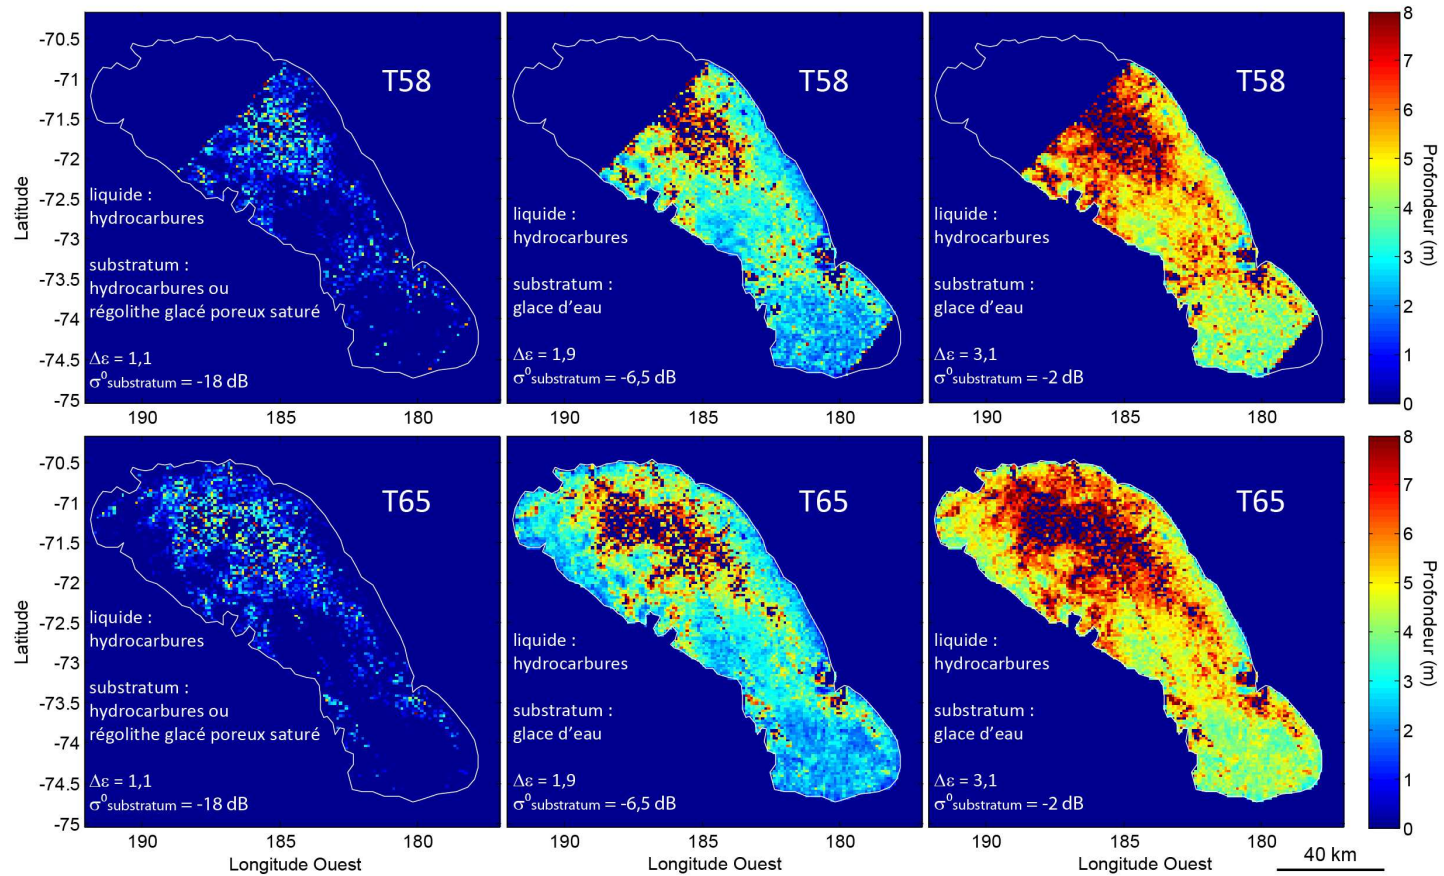 -70.5
-71
-71.5
-72
-72.5
-73
-73.5
-74
-74.5
-75
Latitude
T58
liquide :
hydrocarbures
substratum :
hydrocarbures ou
régolithe glacé poreux saturé
Δε = 1,1
σ⁰substratum = -18 dB
190
185
180
T58
liquide :
hydrocarbures
substratum :
glace d’eau
Δε = 1,9
σ⁰substratum = -6,5 dB
190
185
180
T58
liquide :
hydrocarbures
substratum :
glace d’eau
Δε = 3,1
σ⁰substratum = -2 dB
190
185
180
8
7
6
5
4
3
2
1
0
Profondeur (m)
-70.5
-71
-71.5
-72
-72.5
-73
-73.5
-74
-74.5
-75
Latitude
T65
liquide :
hydrocarbures
substratum :
hydrocarbures ou
régolithe glacé poreux saturé
Δε = 1,1
σ⁰substratum = -18 dB
190
185
180
Longitude Ouest
T65
liquide :
hydrocarbures
substratum :
glace d’eau
Δε = 1,9
σ⁰substratum = -6,5 dB
190
185
180
T65
liquide :
hydrocarbures
substratum :
glace d’eau
Δε = 3,1
σ⁰substratum = -2 dB
190
185
180
Longitude Ouest
8
7
6
5
4
3
2
1
0
Profondeur (m)
40 km